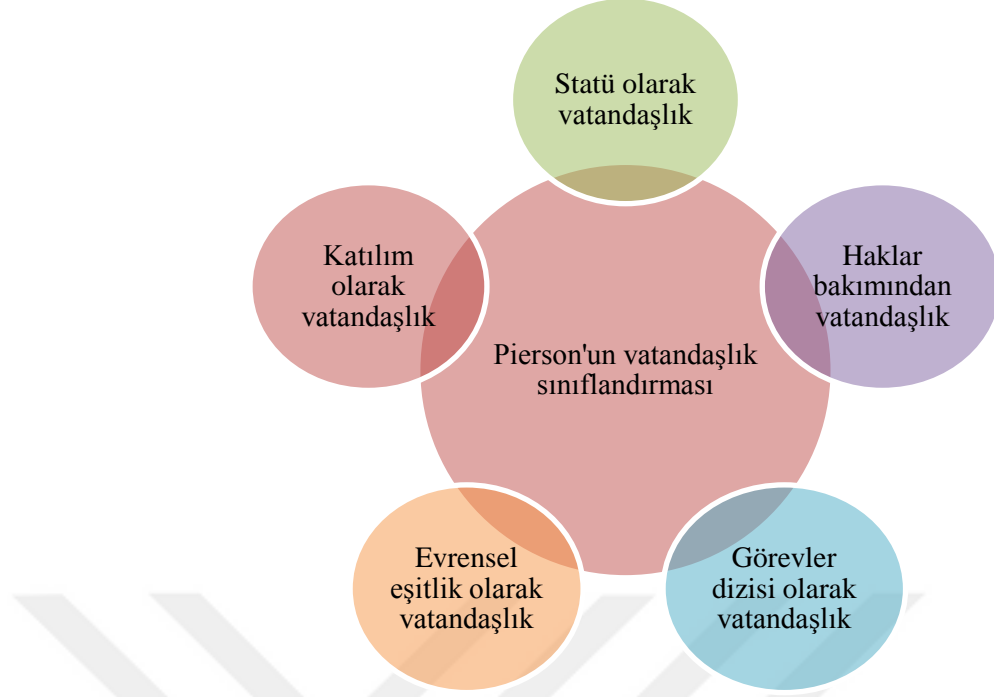 Statü olarak
vatandaşlık
Haklar
bakımından
vatandaşlık
Görevler
dizisi olarak
vatandaşlık
Evrensel
eşitlik olarak
vatandaşlık
Katılım
olarak
vatandaşlık
Pierson'un vatandaşlık
sınıflandırması